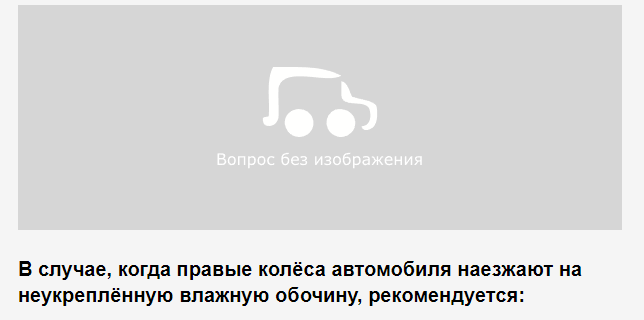 Вопрос без изображения
В случае, когда правые колёса автомобиля наезжают на
неукреплённую влажную обочину, рекомендуется: